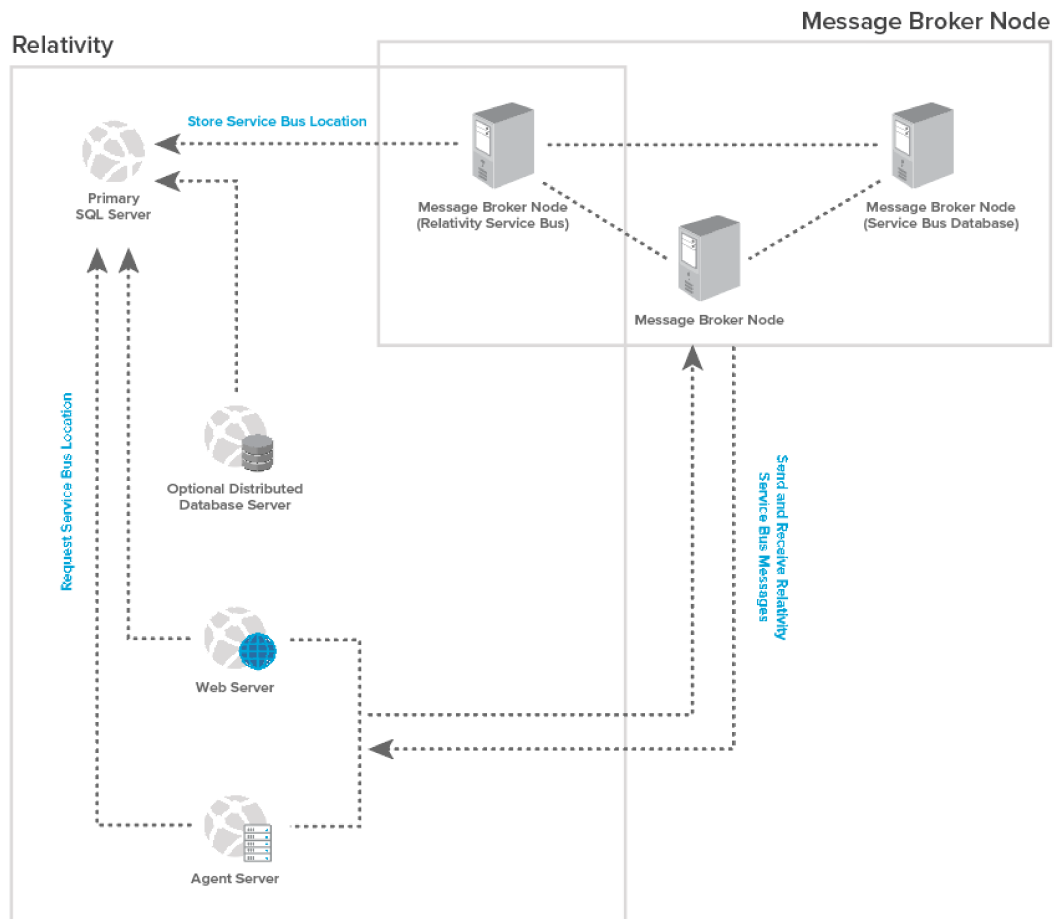 Message Broker Node
Relativity
Store Service Bus Location
Primary
SQL Server
Message Broker Node
(Relativity Service Bus)
Message Broker Node
(Service Bus Database)
Message Broker Node
Request Service Bus Location
Optional Distributed
Database Server
Send and Receive Relativity
Service Bus Messages
Web Server
Agent Server